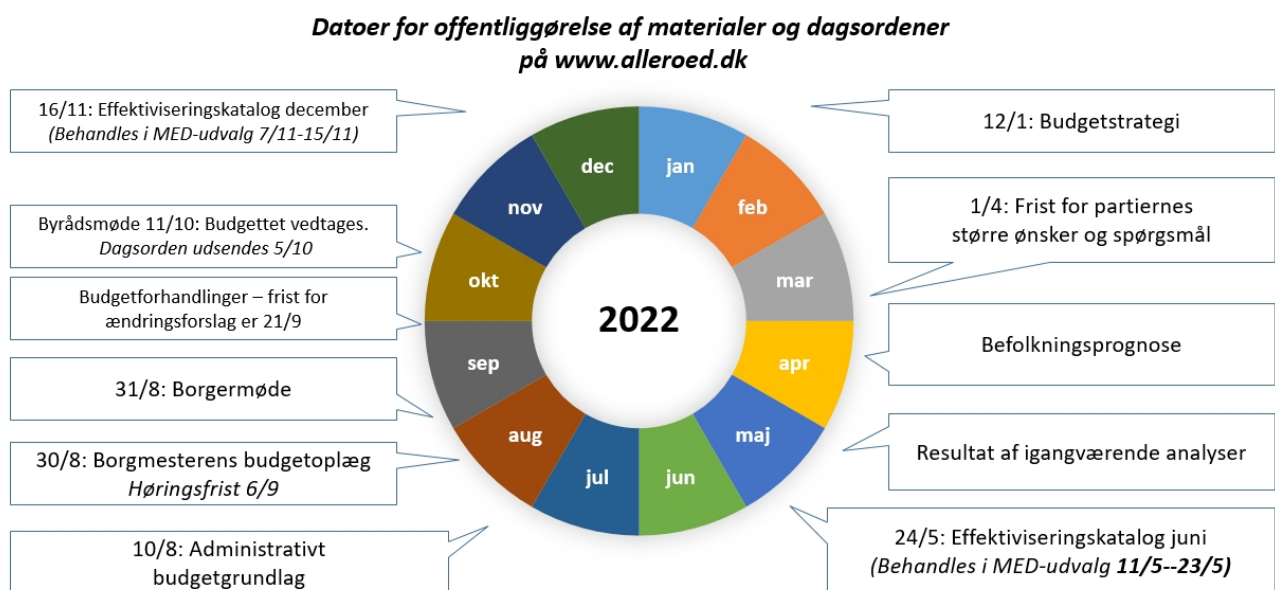 Datoer for offentliggørelse af materialer og dagsordener
på www.alleroed.dk
12/1: Budgetstrategi
1/4: Frist for partiernes
større ønsker og spørgsmål
Befolkningsprognose
Resultat af igangværende analyser
24/5: Effektiviseringskatalog juni
(Behandles i MED-udvalg 11/5--23/5)
16/11: Effektiviseringskatalog december
(Behandles i MED-udvalg 7/11-15/11)
Byrådsmøde 11/10: Budgettet vedtages.
Dagsorden udsendes 5/10
Budgetforhandlinger – frist for
ændringsforslag er 21/9
31/8: Borgermøde
30/8: Borgmesterens budgetoplæg
Høringsfrist 6/9
10/8: Administrativt
budgetgrundlag
jan
feb
mar
apr
maj
jun
jul
aug
sep
okt
nov
dec
2022